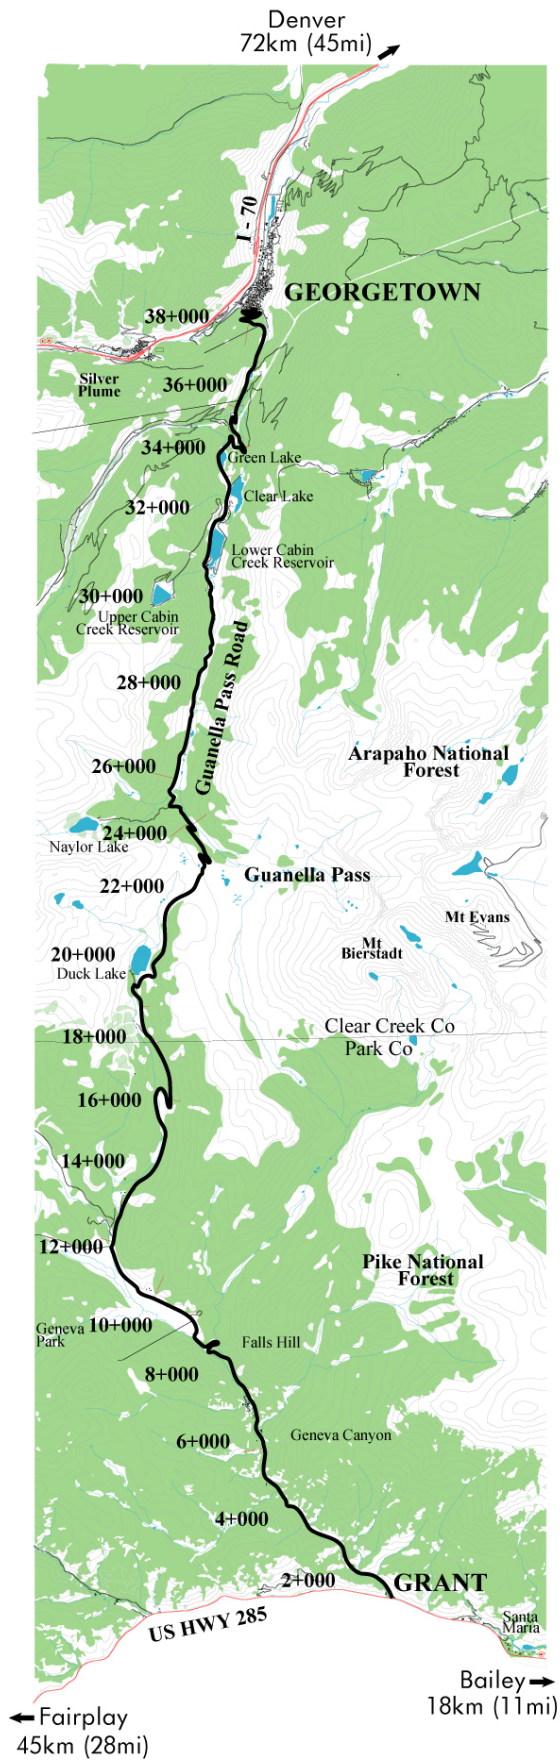 Denver
72km (45mi)
I - 70
GEORGETOWN
38+000
Silver
Plume
36+000
34+000
Green Lake
Clear Lake
32+000
Lower Cabin
Creek Reservoir
30+000
Upper Cabin
Creek Reservoir
Guanella Pass Road
28+000
Arapaho National
Forest
26+000
24+000
Naylor Lake
Guanella Pass
22+000
Mt Evans
Mt
Bierstadt
20+000
Duck Lake
Clear Creek Co
Park Co
18+000
16+000
14+000
12+000
Pike National
Forest
Geneva
Park
10+000
Falls Hill
8+000
Geneva Canyon
6+000
4+000
2+000
GRANT
US HWY 285
Santa
Maria
Bailey
18km (11mi)
Fairplay
45km (28mi)